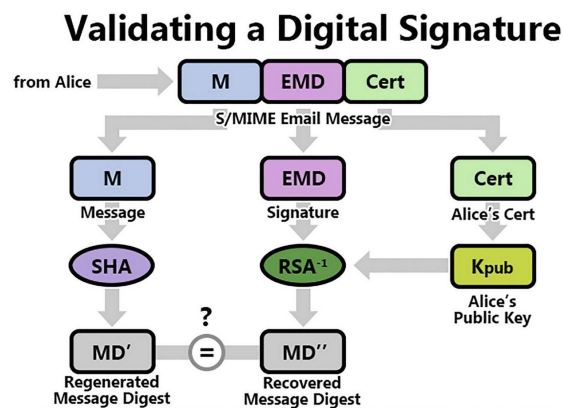 Validating a Digital Signature
from Alice
M
EMD
Cert
S/MIME Email Message
M
EMD
Cert
Message
Signature
Alice's Cert
SHA
RSA⁻¹
Kpub
Alice's
Public Key
?
MD'
=
MD''
Regenerated
Message Digest
Recovered
Message Digest